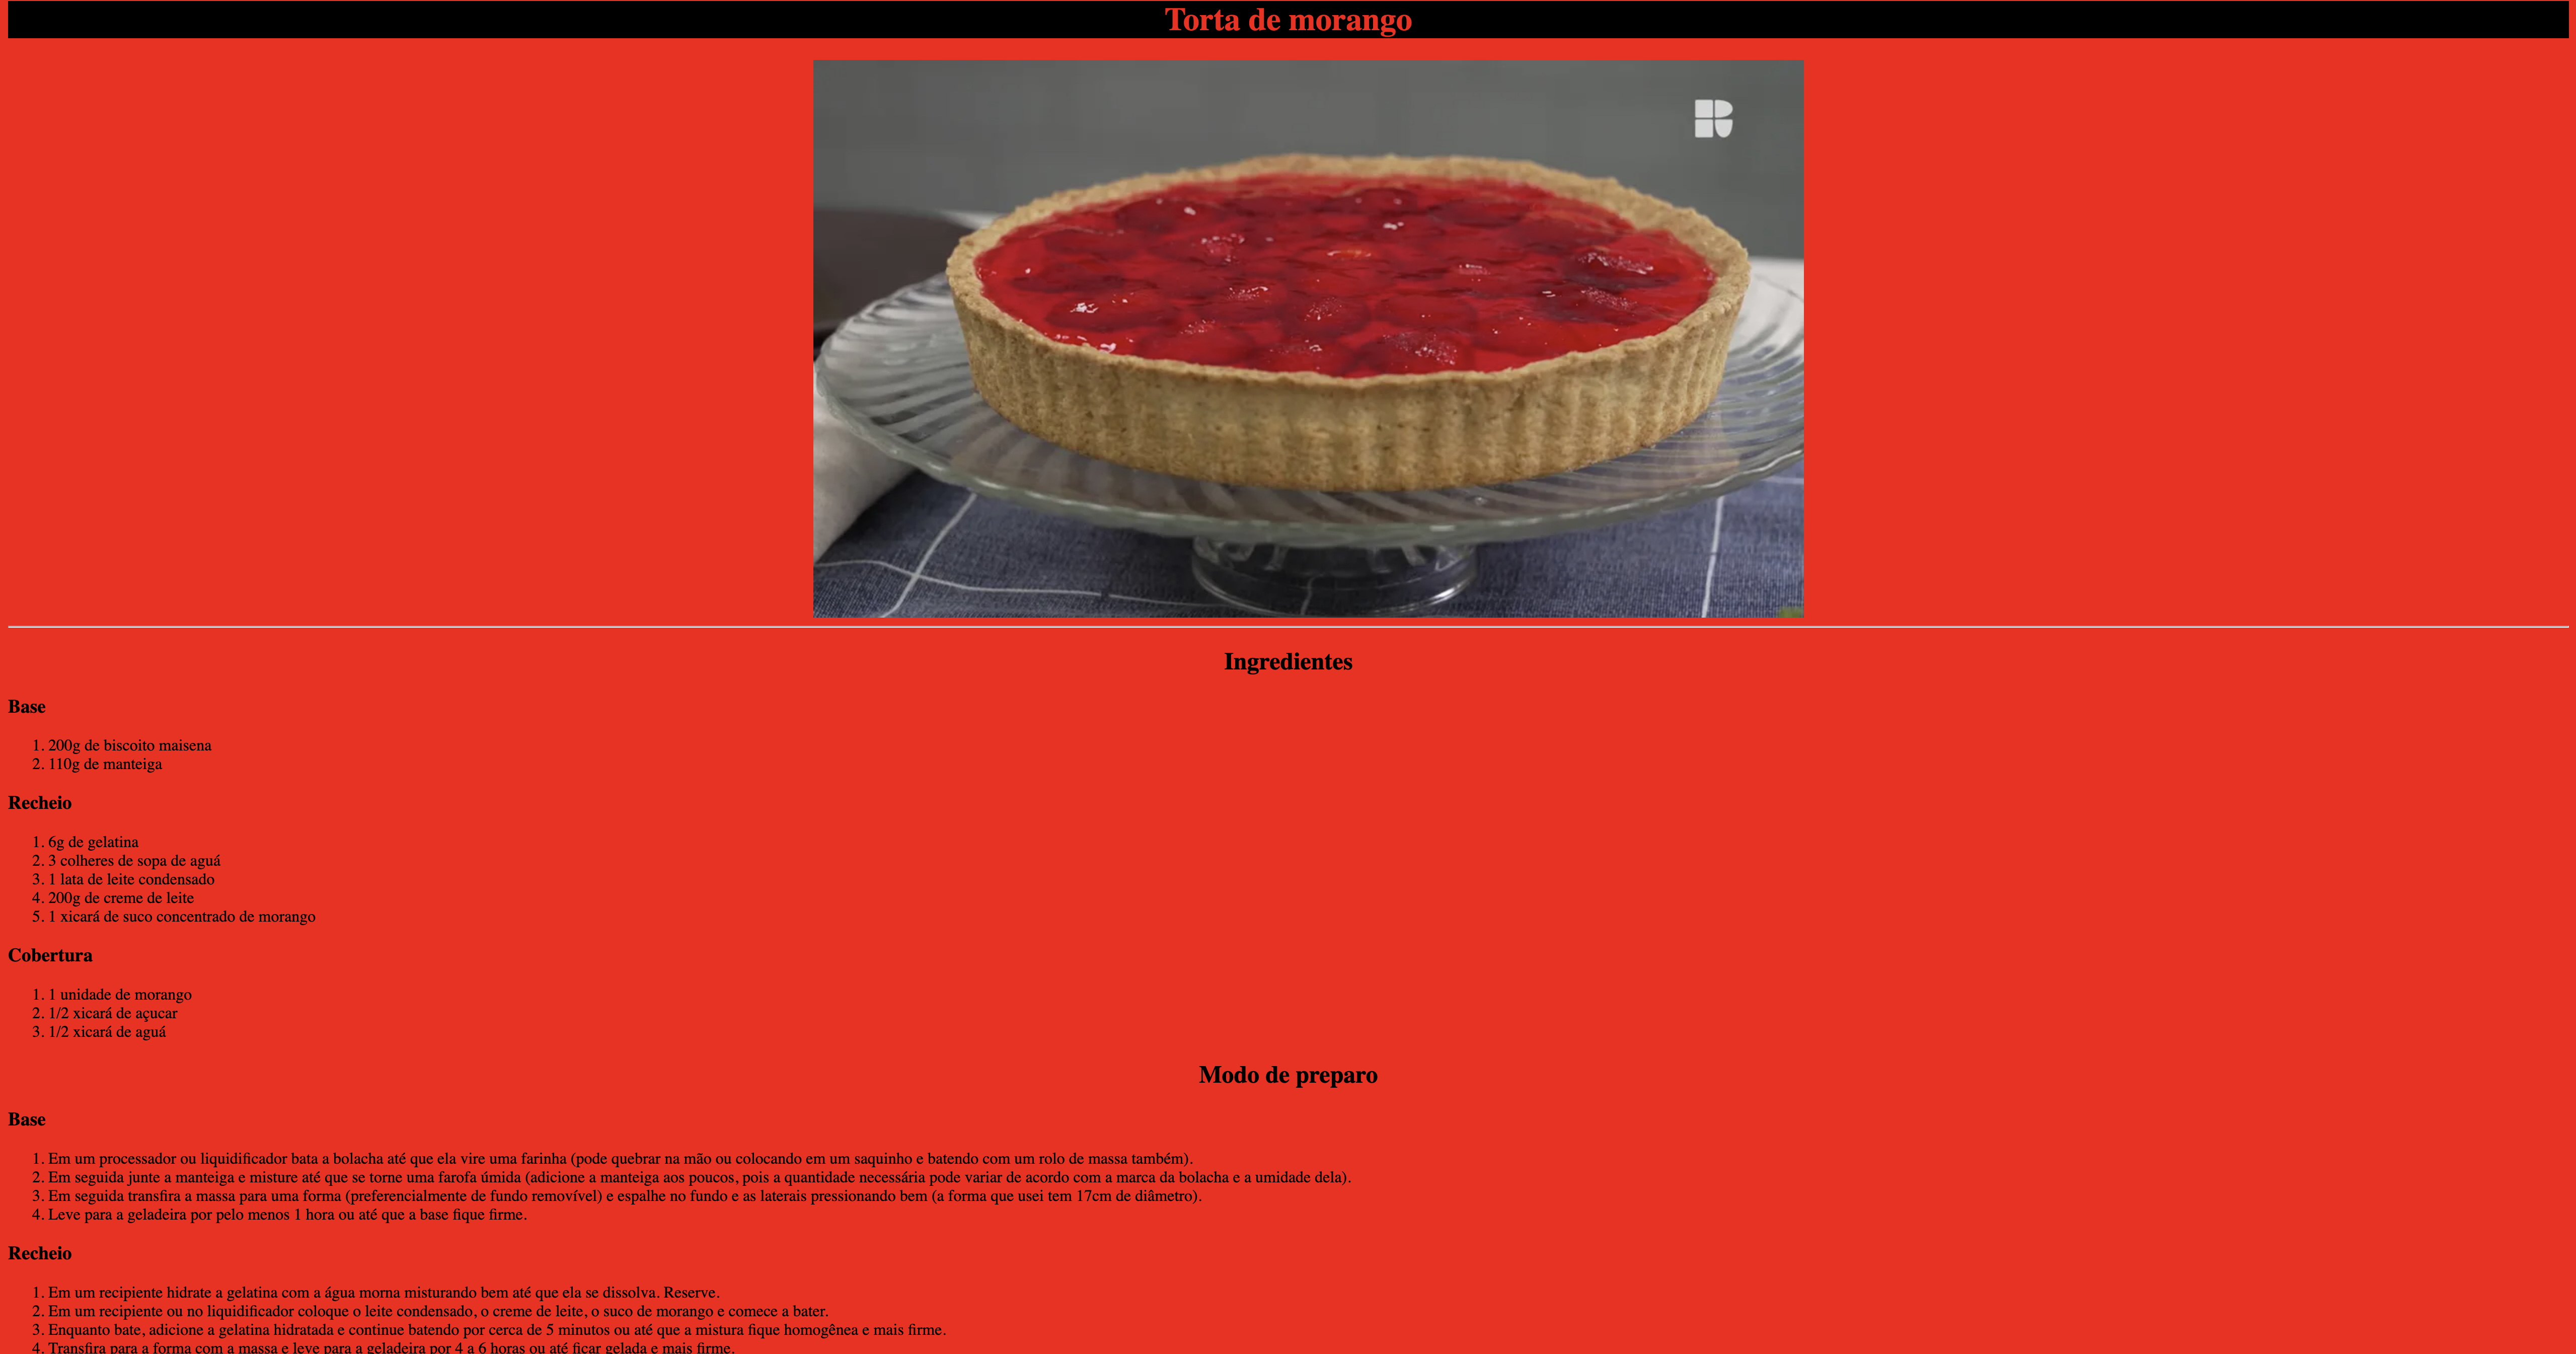 Torta de morango
Ingredientes
Base
1. 200g de biscoito maisena
2. 110g de manteiga
Recheio
1. 6g de gelatina
2. 3 colheres de sopa de aguá
3. 1 lata de leite condensado
4. 200g de creme de leite
5. 1 xicará de suco concentrado de morango
Cobertura
1. 1 unidade de morango
2. 1/2 xicará de açucar
3. 1/2 xicará de aguá
Modo de preparo
Base
1. Em um processador ou liquidificador bata a bolacha até que ela vire uma farinha (pode quebrar na mão ou colocando em um saquinho e batendo com um rolo de massa também).
2. Em seguida junte a manteiga e misture até que se torne uma farofa úmida (adicione a manteiga aos poucos, pois a quantidade necessária pode variar de acordo com a marca da bolacha e a umidade dela).
3. Em seguida transfira a massa para uma forma (preferencialmente de fundo removível) e espalhe no fundo e as laterais pressionando bem (a forma que usei tem 17cm de diâmetro).
4. Leve para a geladeira por pelo menos 1 hora ou até que a base fique firme.
Recheio
1. Em um recipiente hidrate a gelatina com a água morna misturando bem até que ela se dissolva. Reserve.
2. Em um recipiente ou no liquidificador coloque o leite condensado, o creme de leite, o suco de morango e comece a bater.
3. Enquanto bate, adicione a gelatina hidratada e continue batendo por cerca de 5 minutos ou até que a mistura fique homogênea e mais firme.
4. Transfira para a forma com a massa e leve para a geladeira por 4 a 6 horas ou até ficar gelada e mais firme.